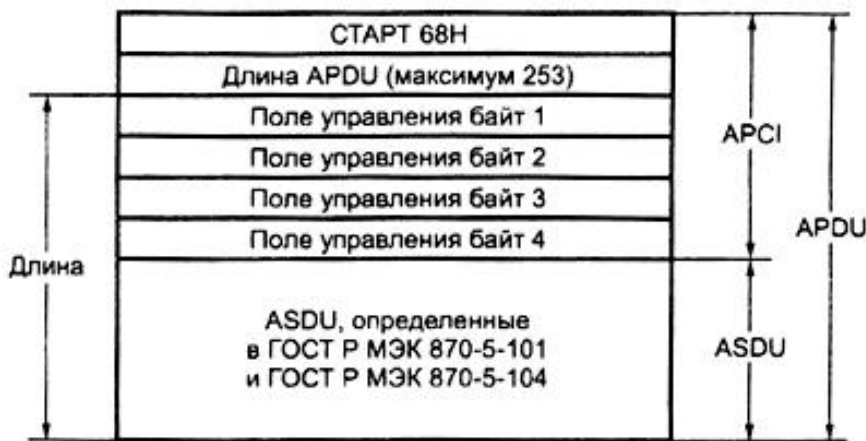 СТАРТ 68H
Длина APDU (максимум 253)
Поле управления байт 1
Поле управления байт 2
Поле управления байт 3
Поле управления байт 4
ASDU, определенные
в ГОСТ Р МЭК 870-5-101
и ГОСТ Р МЭК 870-5-104
Длина
APCI
ASDU
APDU